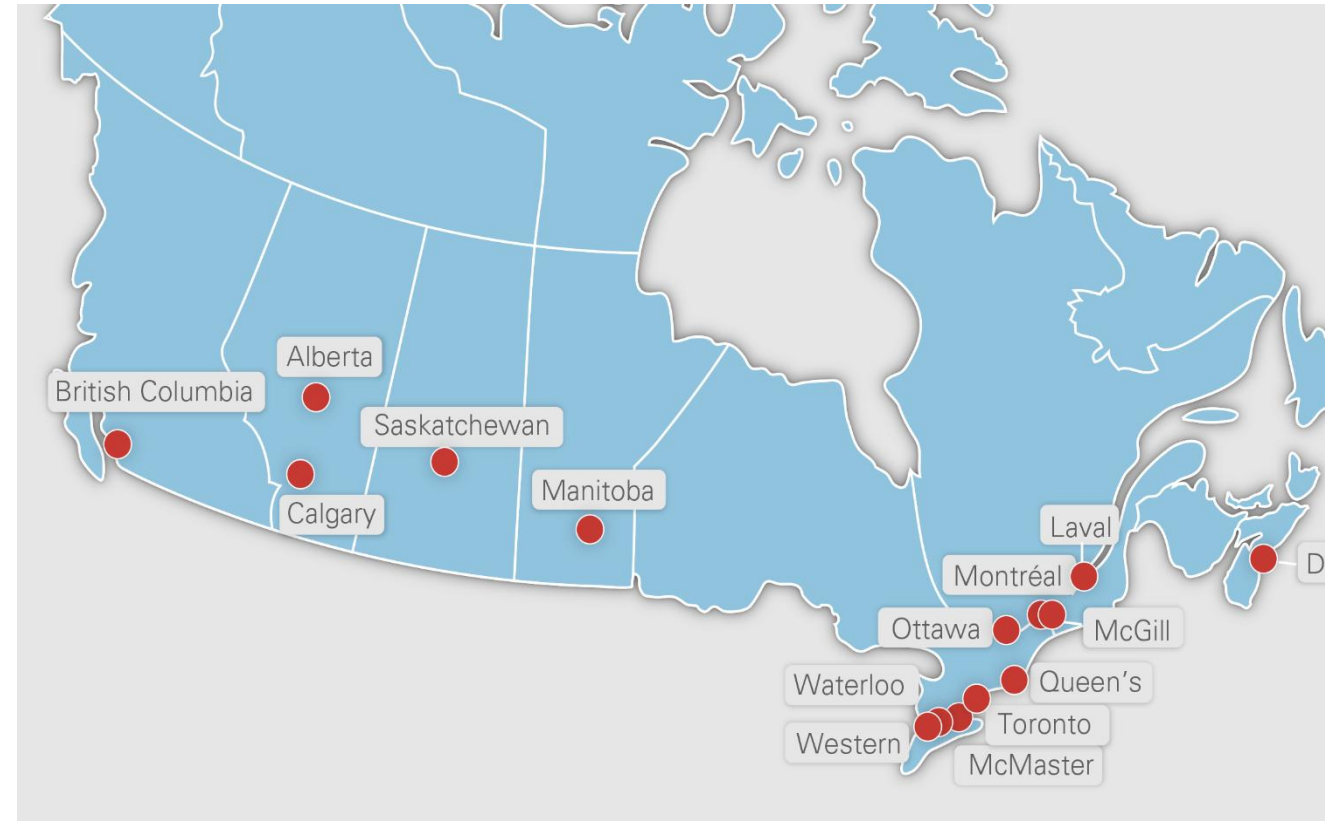 Alberta
British Columbia
Saskatchewan
Manitoba
Calgary
Laval
Montréal
Ottawa
McGill
Waterloo
Queen's
Western
Toronto
McMaster
D